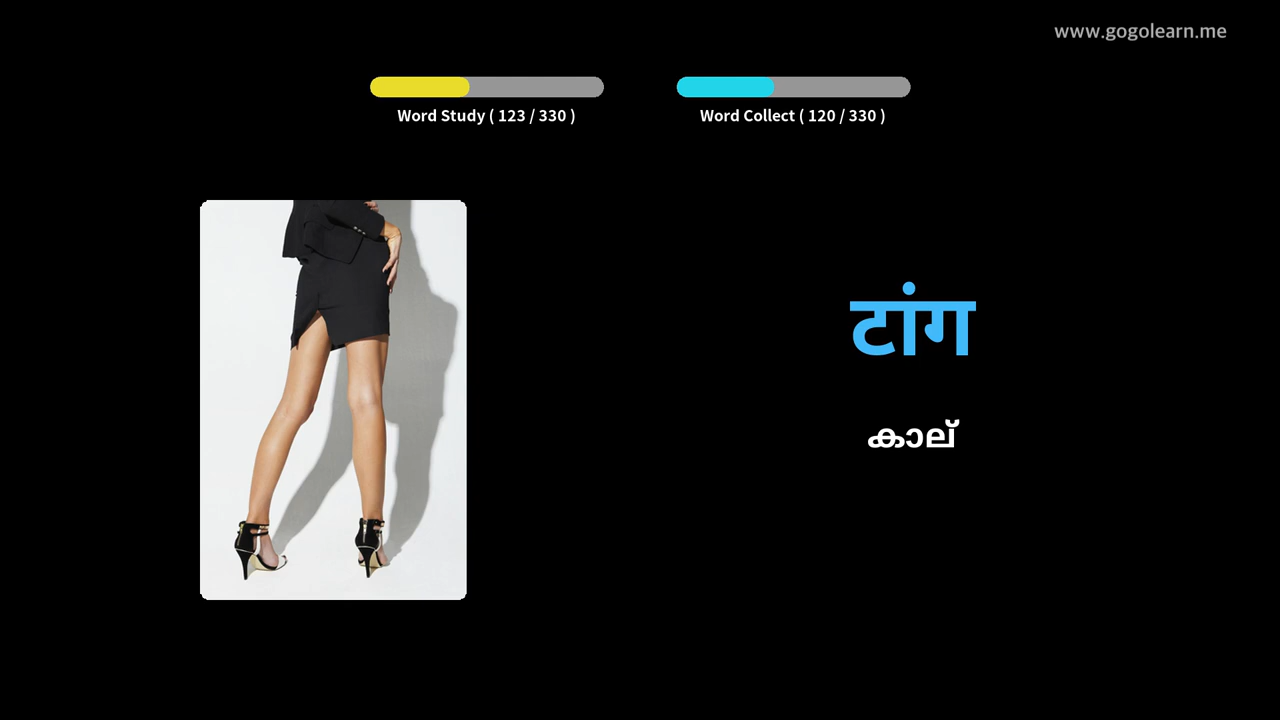 www.gogolearn.me
Word Study ( 123 / 330 )
Word Collect ( 120 / 330 )
टांग
കാല്